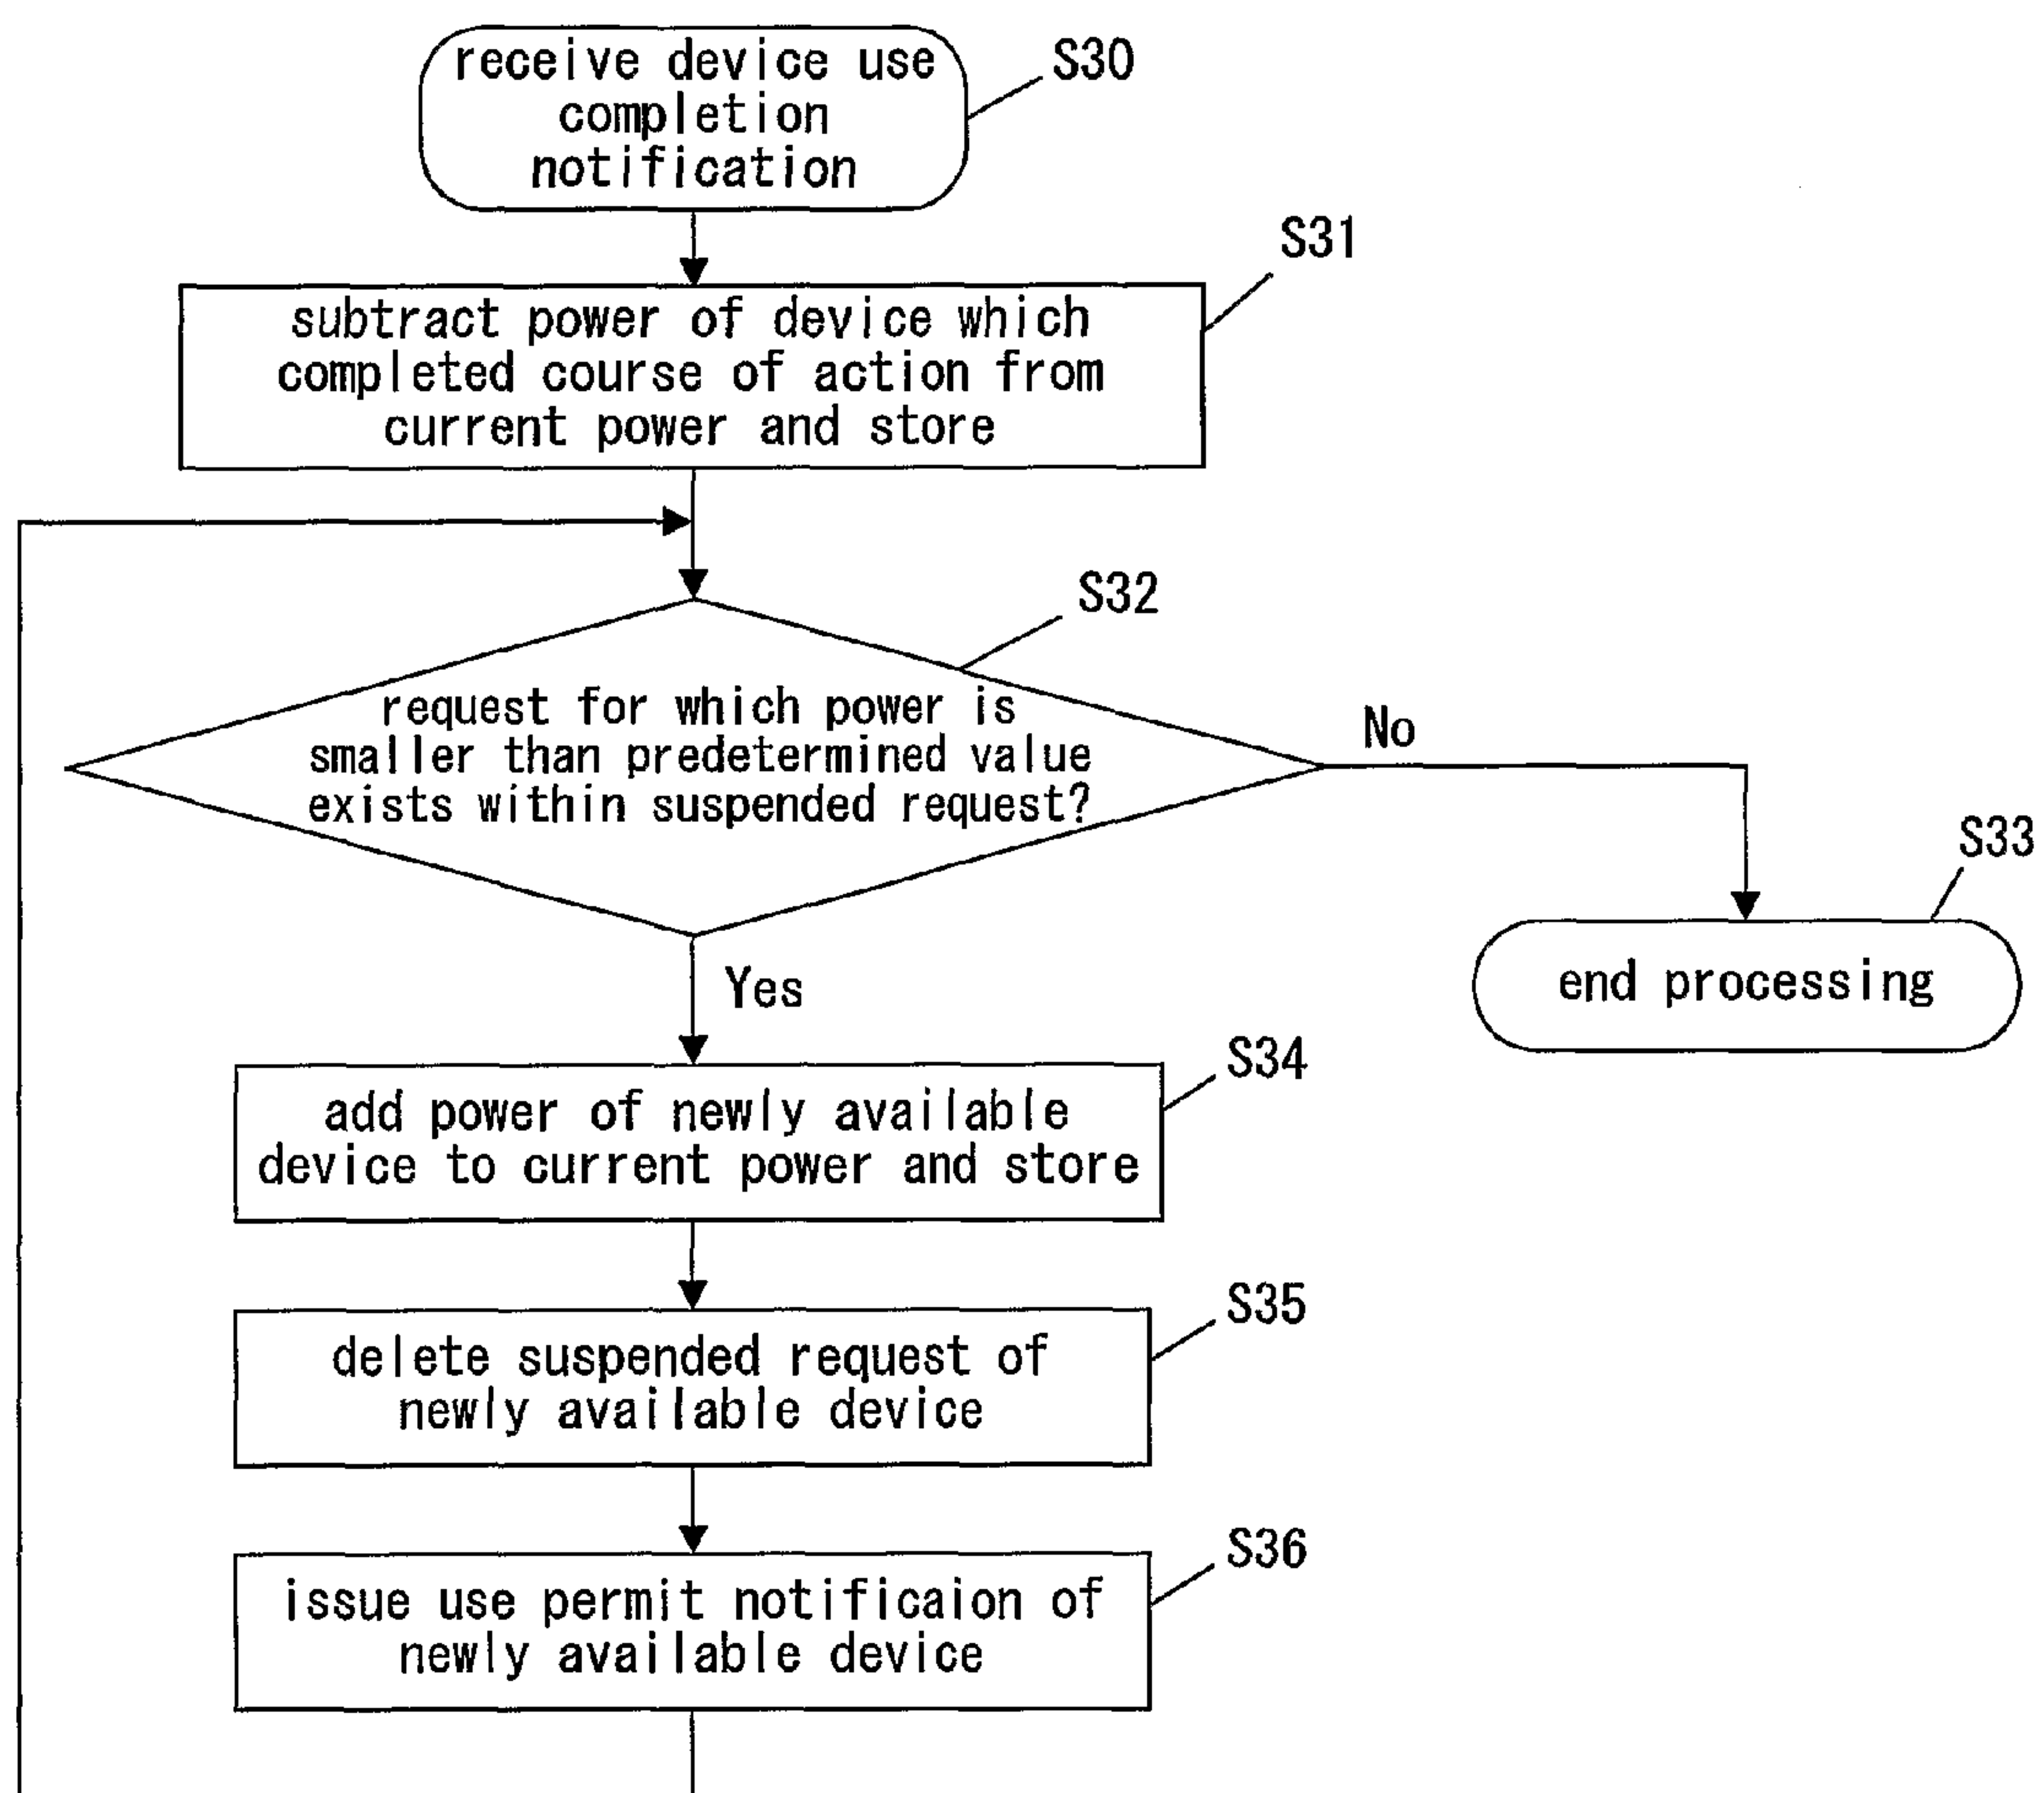 receive device use
completion
notification
S30
S31
subtract power of device which
completed course of action from
current power and store
S32
request for which power is
smaller than predetermined value
exists within suspended request?
No
S33
end processing
Yes
S34
add power of newly available
device to current power and store
S35
delete suspended request of
newly available device
S36
issue use permit notificaion of
newly available device